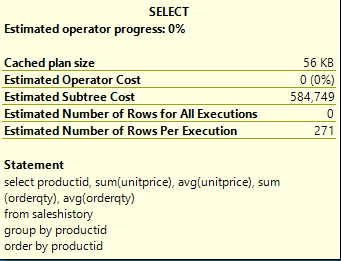 SELECT
Estimated operator progress: 0%
Cached plan size 56 KB
Estimated Operator Cost 0 (0%)
Estimated Subtree Cost 584,749
Estimated Number of Rows for All Executions 0
Estimated Number of Rows Per Execution 271
Statement
select productid, sum(unitprice), avg(unitprice), sum
(orderqty), avg(orderqty)
from saleshistory
group by productid
order by productid